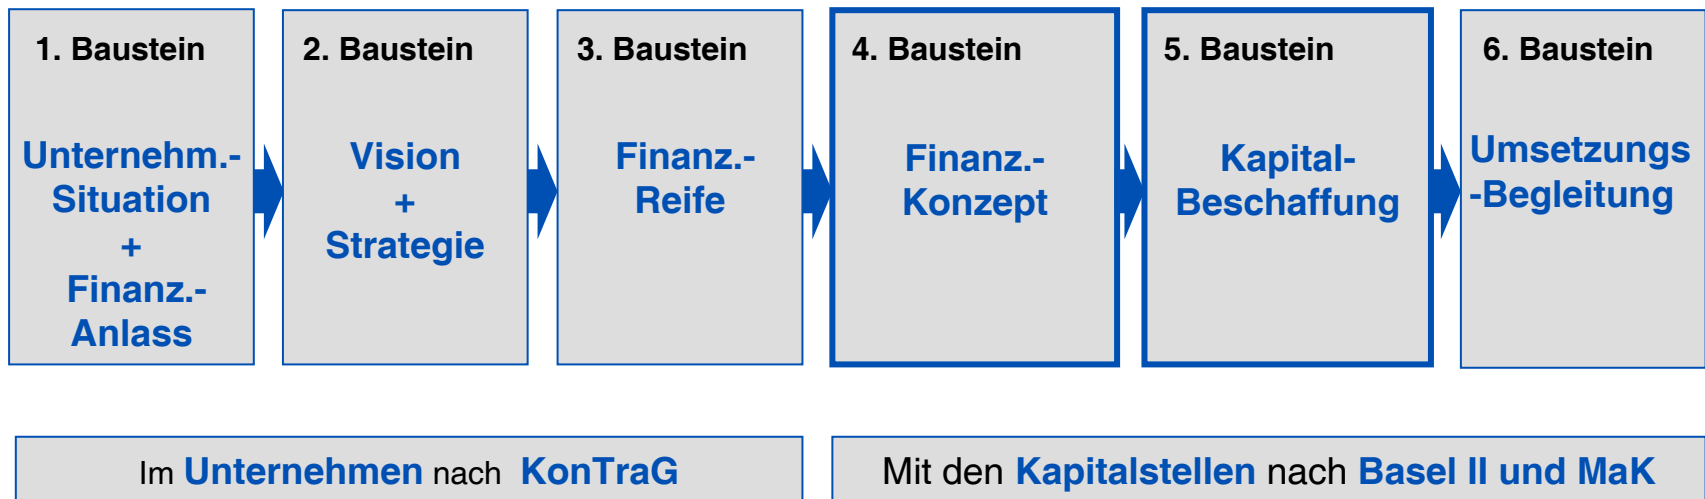 1. Baustein
Unternehm.-
Situation
+
Finanz.-
Anlass
2. Baustein
Vision
+
Strategie
3. Baustein
Finanz.-
Reife
4. Baustein
Finanz.-
Konzept
5. Baustein
Kapital-
Beschaffung
6. Baustein
Umsetzungs
-Begleitung
Im Unternehmen nach KonTraG
Mit den Kapitalstellen nach Basel II und MaK